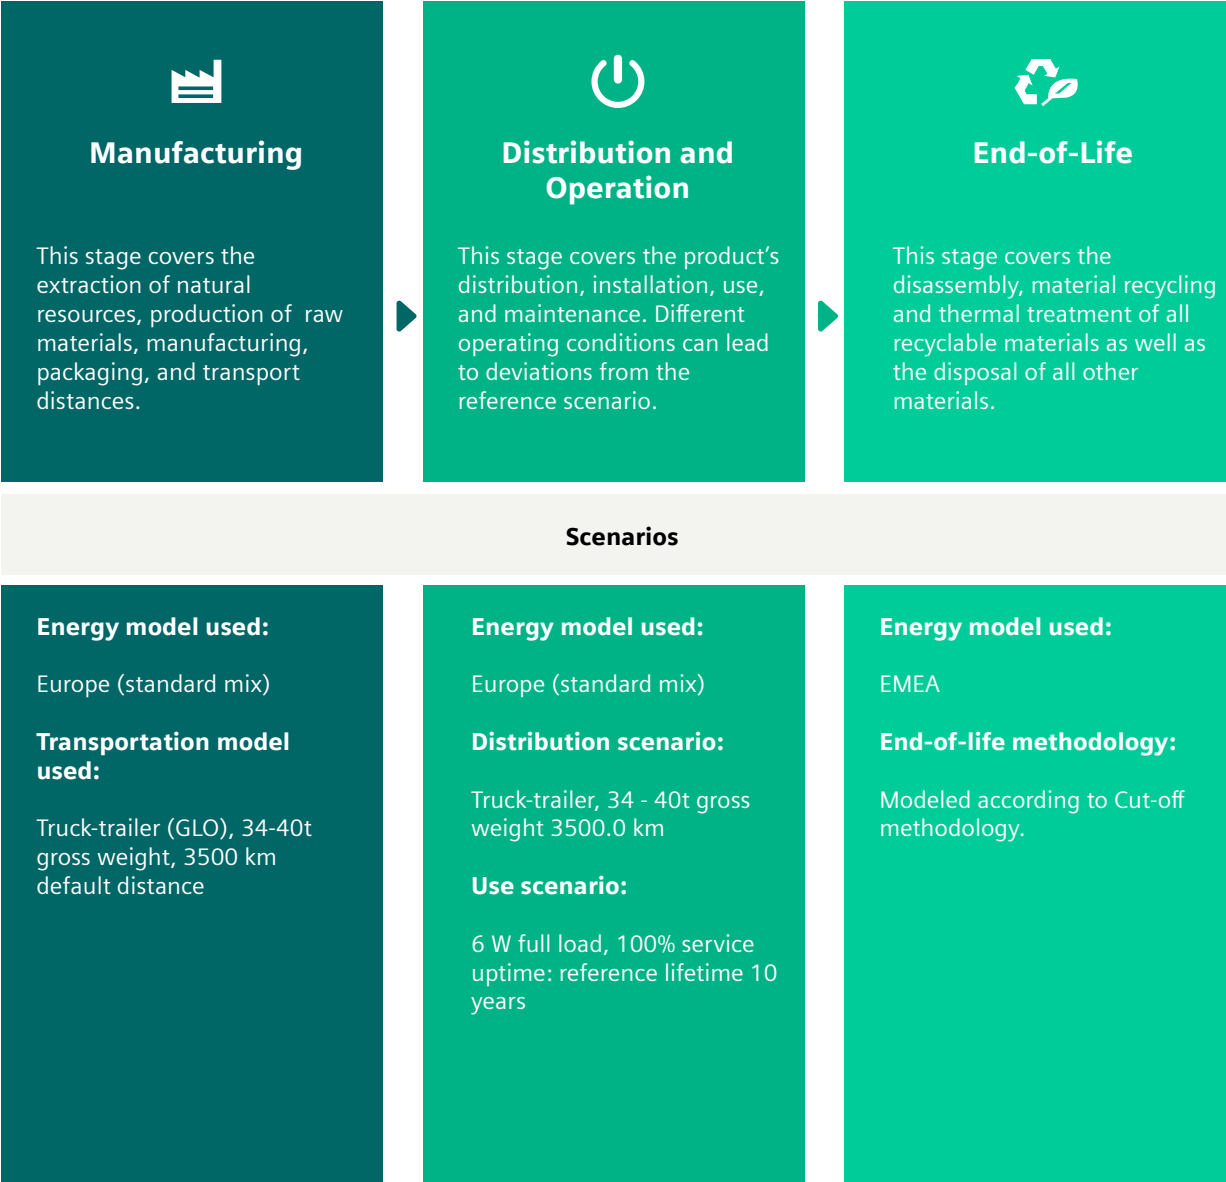 Manufacturing
This stage covers the
extraction of natural
resources, production of  raw
materials, manufacturing,
packaging, and transport
distances.
Distribution and
Operation
This stage covers the product’s
distribution, installation, use,
and maintenance. Different
operating conditions can lead
to deviations from the
reference scenario.
End-of-Life
This stage covers the
disassembly, material recycling
and thermal treatment of all
recyclable materials as well as
the disposal of all other
materials.
Scenarios
Energy model used:
Europe (standard mix)
Transportation model
used:
Truck-trailer (GLO), 34-40t
gross weight, 3500 km
default distance
Energy model used:
Europe (standard mix)
Distribution scenario:
Truck-trailer, 34 - 40t gross
weight 3500.0 km
Use scenario:
6 W full load, 100% service
uptime: reference lifetime 10
years
Energy model used:
EMEA
End-of-life methodology:
Modeled according to Cut-off
methodology.